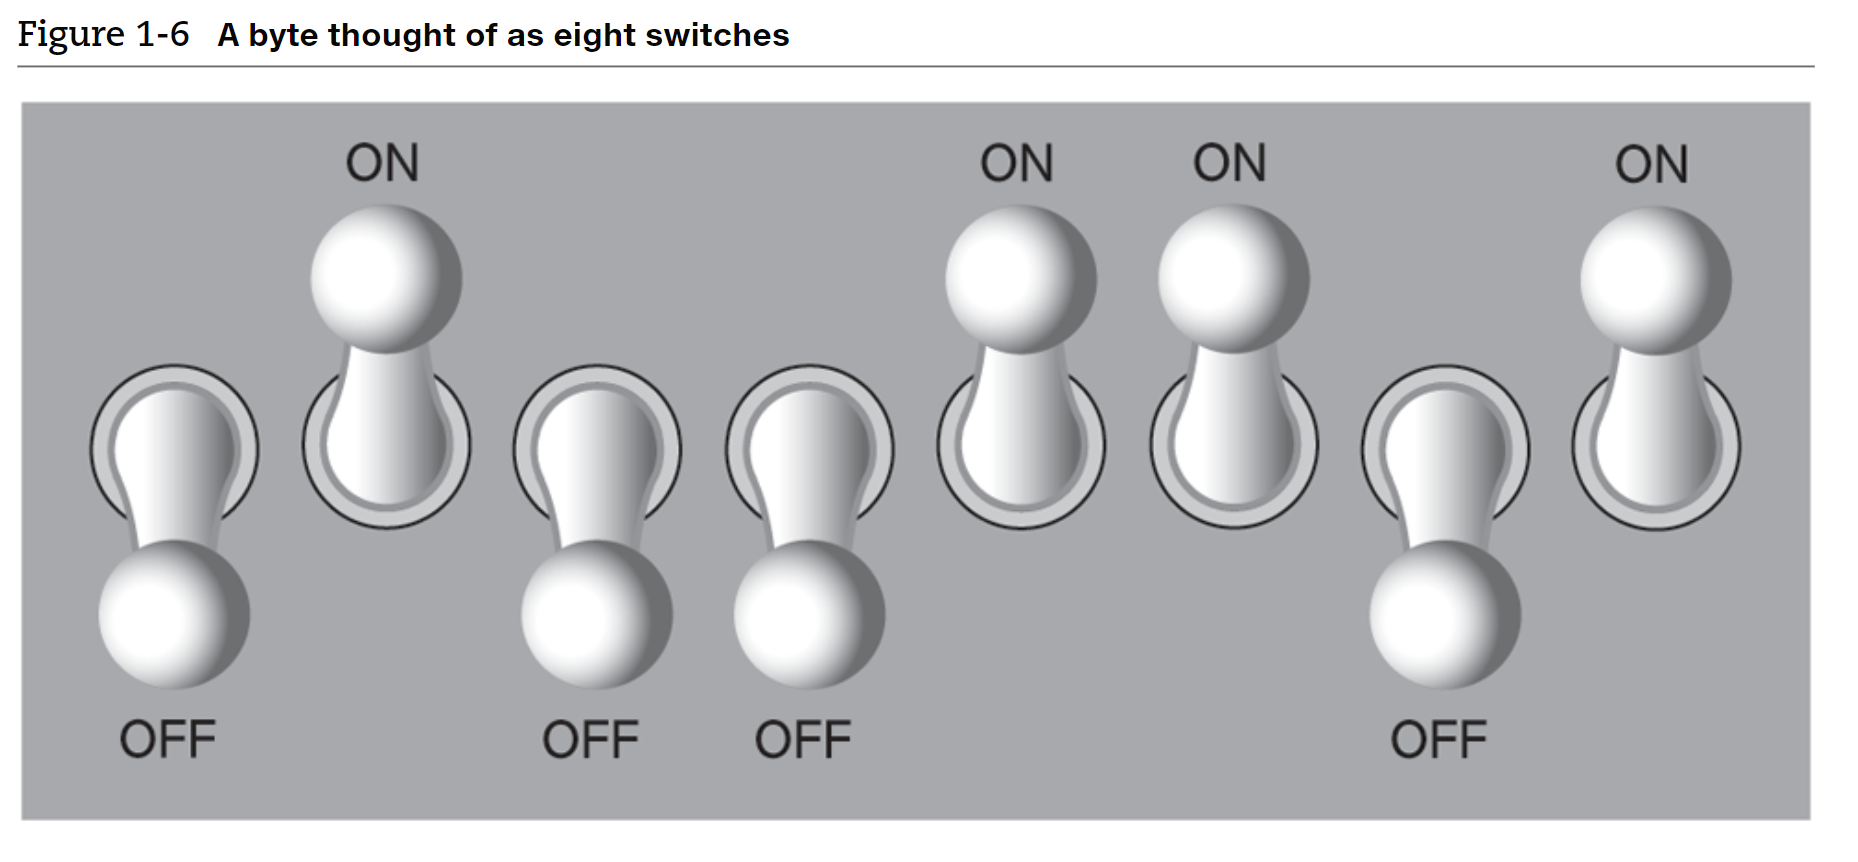 Figure 1-6 A byte thought of as eight switches
ON ON ON ON
OFF OFF OFF OFF